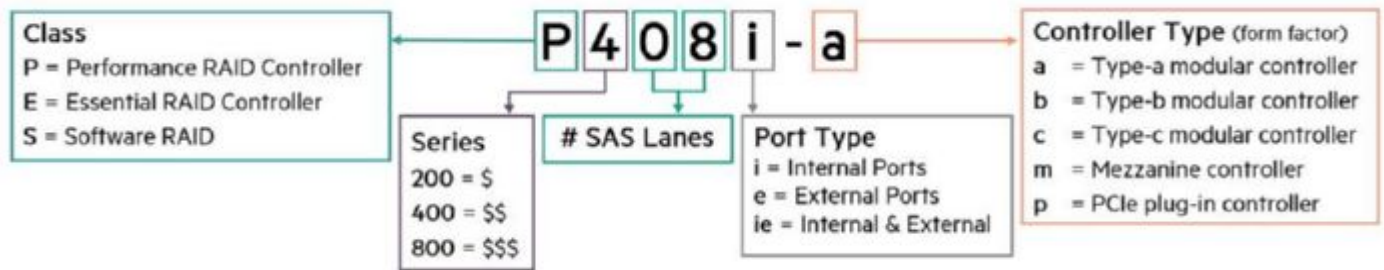 P408i-a
Class
P = Performance RAID Controller
E = Essential RAID Controller
S = Software RAID
Series
200 = $
400 = $$
800 = $$$
# SAS Lanes
Port Type
i = Internal Ports
e = External Ports
ie = Internal & External
Controller Type (form factor)
a = Type-a modular controller
b = Type-b modular controller
c = Type-c modular controller
m = Mezzanine controller
p = PCIe plug-in controller